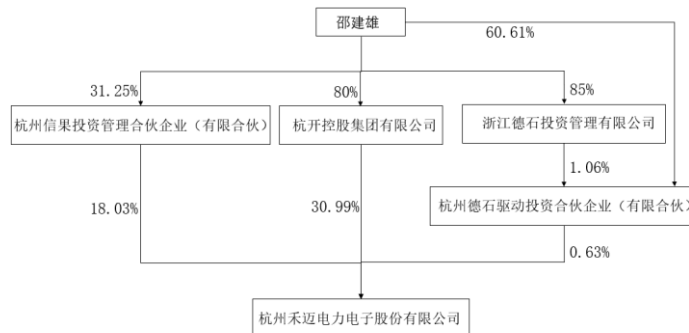 邵建雄
60.61%
31.25%
80%
85%
杭州信果投资管理合伙企业（有限合伙）
杭开控股集团有限公司
浙江德石投资管理有限公司
1.06%
杭州德石驱动投资合伙企业（有限合伙）
18.03%
30.99%
0.63%
杭州禾迈电力电子股份有限公司